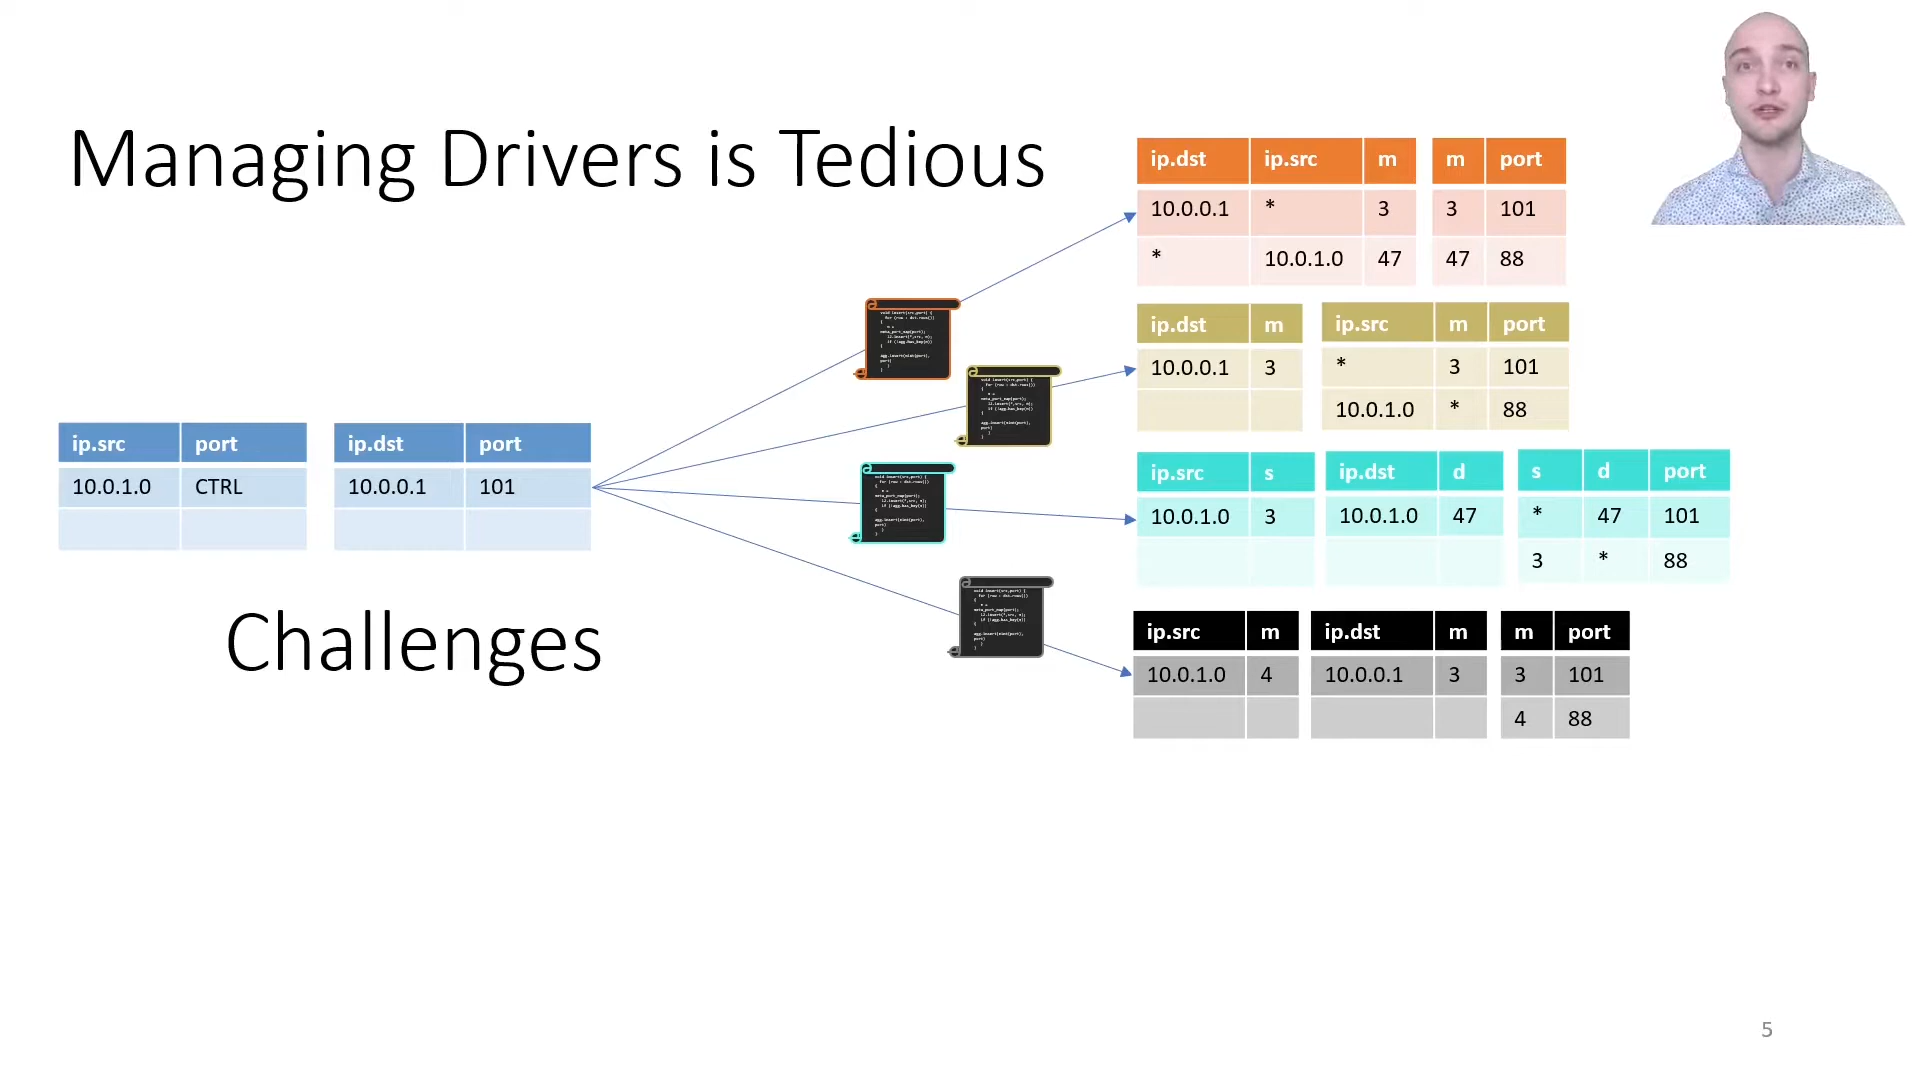 Managing Drivers is Tedious
ip.src port
10.0.1.0 CTRL
ip.dst port
10.0.0.1 101
Challenges
ip.dst ip.src m
10.0.0.1 * 3
* 10.0.1.0 47
m port
3 101
47 88
ip.dst m
10.0.0.1 3
ip.src m port
* 3 101
10.0.1.0 * 88
ip.src s
10.0.1.0 3
ip.dst d
10.0.1.0 47
s d port
* 47 101
3 * 88
ip.src m
10.0.1.0 4
ip.dst m
10.0.0.1 3
m port
3 101
4 88
5